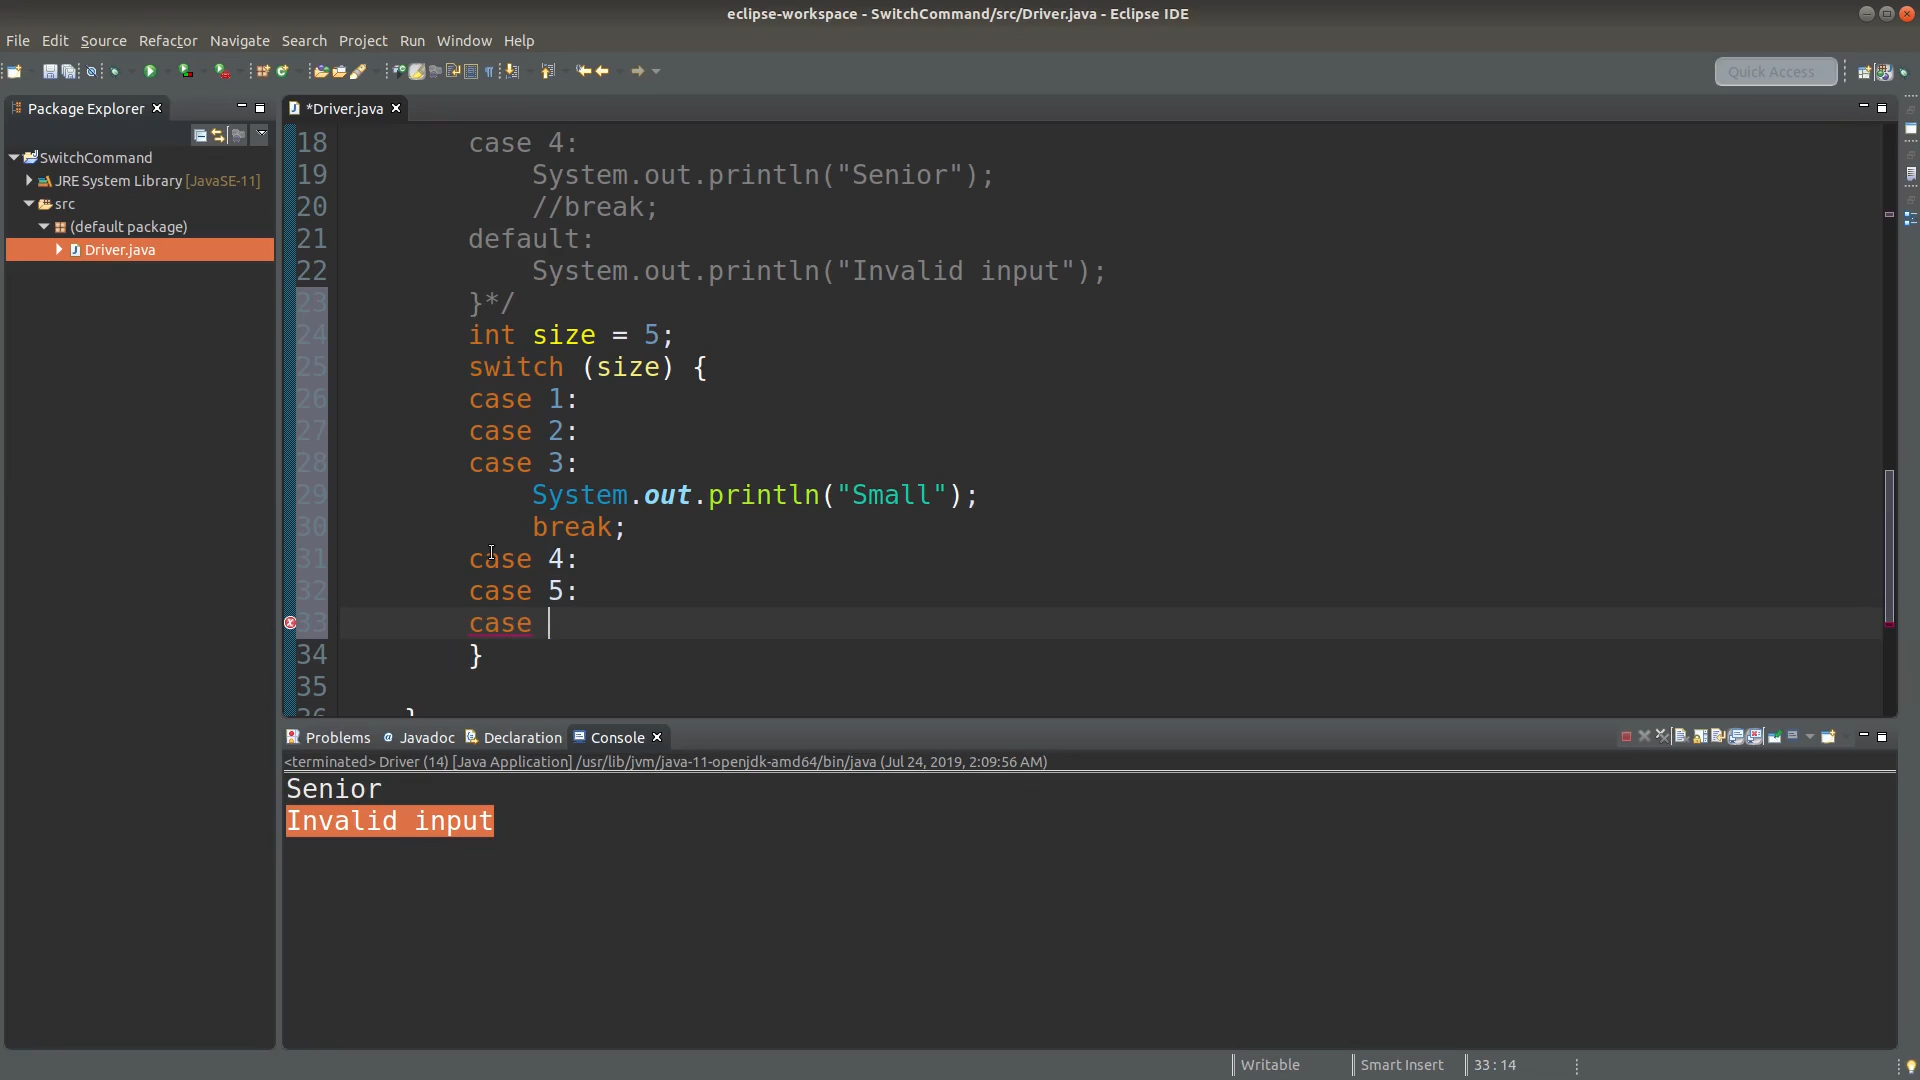 eclipse-workspace - SwitchCommand/src/Driver.java - Eclipse IDE
File Edit Source Refactor Navigate Search Project Run Window Help
Quick Access
Package Explorer
*Driver.java
SwitchCommand
JRE System Library [JavaSE-11]
src
(default package)
Driver.java
18 case 4:
19 System.out.println("Senior");
20 //break;
21 default:
22 System.out.println("Invalid input");
23 }*/
24 int size = 5;
25 switch (size) {
26 case 1:
27 case 2:
28 case 3:
29 System.out.println("Small");
30 break;
31 case 4:
32 case 5:
33 case
34 }
35
36 }
Problems Javadoc Declaration Console
<terminated> Driver (14) [Java Application] /usr/lib/jvm/java-11-openjdk-amd64/bin/java (Jul 24, 2019, 2:09:56 AM)
Senior
Invalid input
Writable Smart Insert 33 : 14